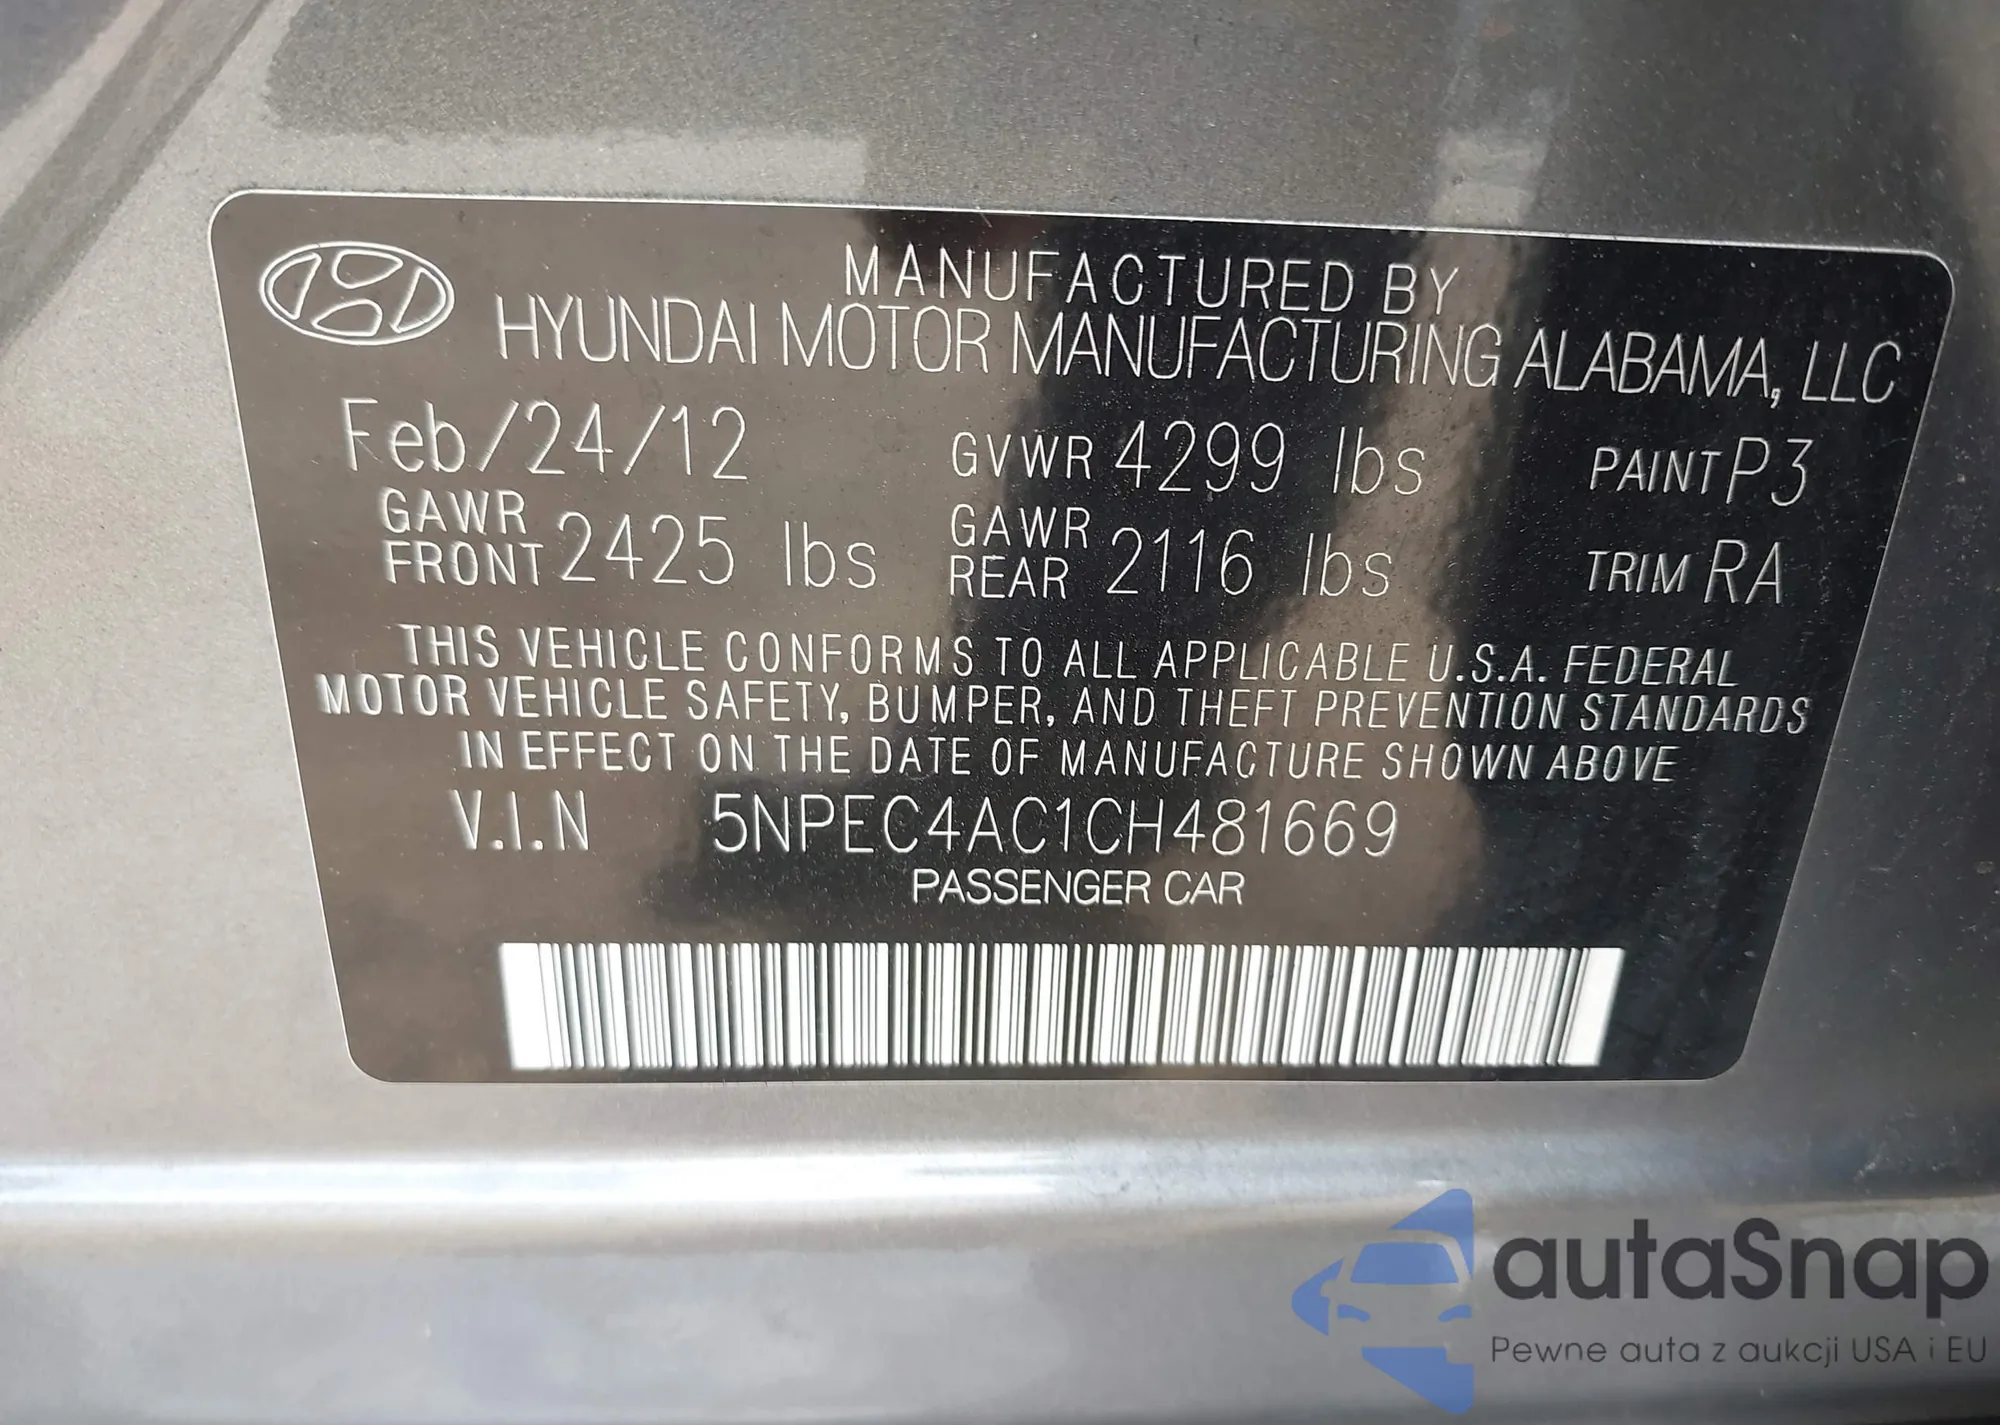 MANUFACTURED BY
HYUNDAI MOTOR MANUFACTURING ALABAMA, LLC
Feb/24/12 GVWR 4299 lbs PAINT P3
GAWR FRONT 2425 lbs GAWR REAR 2116 lbs TRIM RA
THIS VEHICLE CONFORMS TO ALL APPLICABLE U.S.A. FEDERAL
MOTOR VEHICLE SAFETY, BUMPER, AND THEFT PREVENTION STANDARDS
IN EFFECT ON THE DATE OF MANUFACTURE SHOWN ABOVE
V.I.N 5NPEC4AC1CH481669
PASSENGER CAR
autaSnap
Pewne auta z aukcji USA i EU